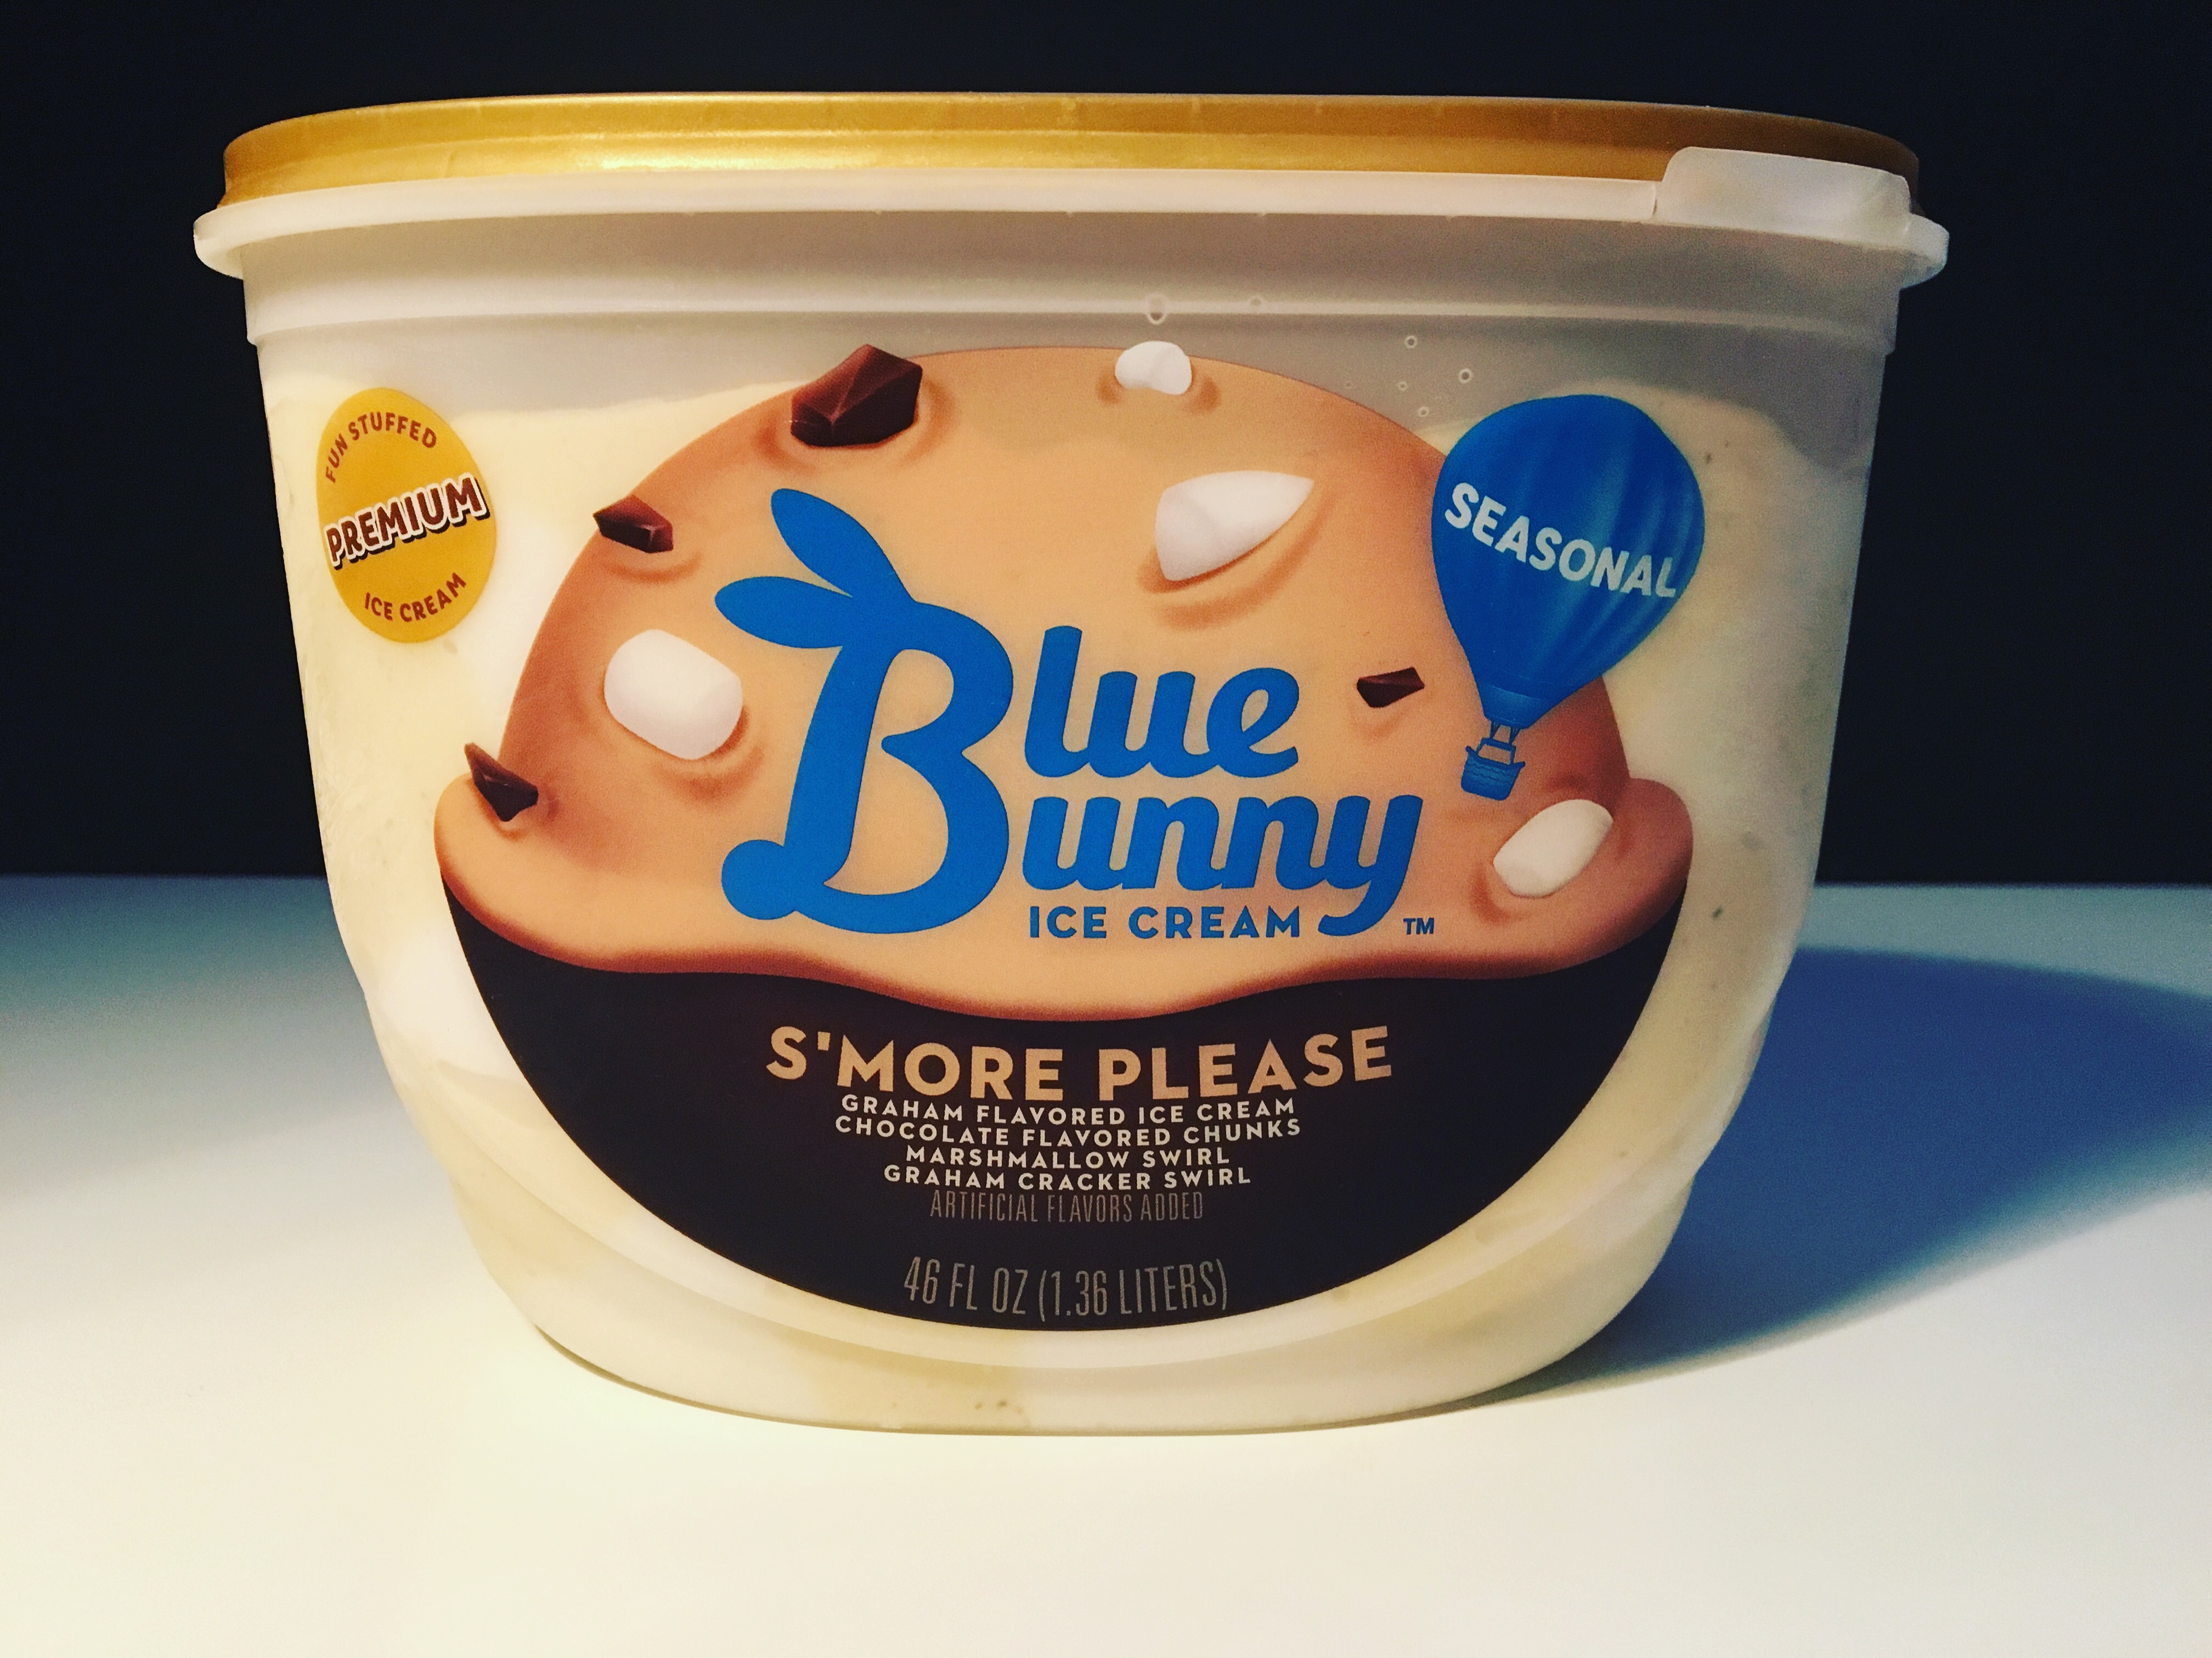 FUN STUFFED
PREMIUM
ICE CREAM
SEASONAL
Blue
Bunny
ICE CREAM ™
S'MORE PLEASE
GRAHAM FLAVORED ICE CREAM
CHOCOLATE FLAVORED CHUNKS
MARSHMALLOW SWIRL
GRAHAM CRACKER SWIRL
ARTIFICIAL FLAVORS ADDED
46 FL OZ (1.36 LITERS)